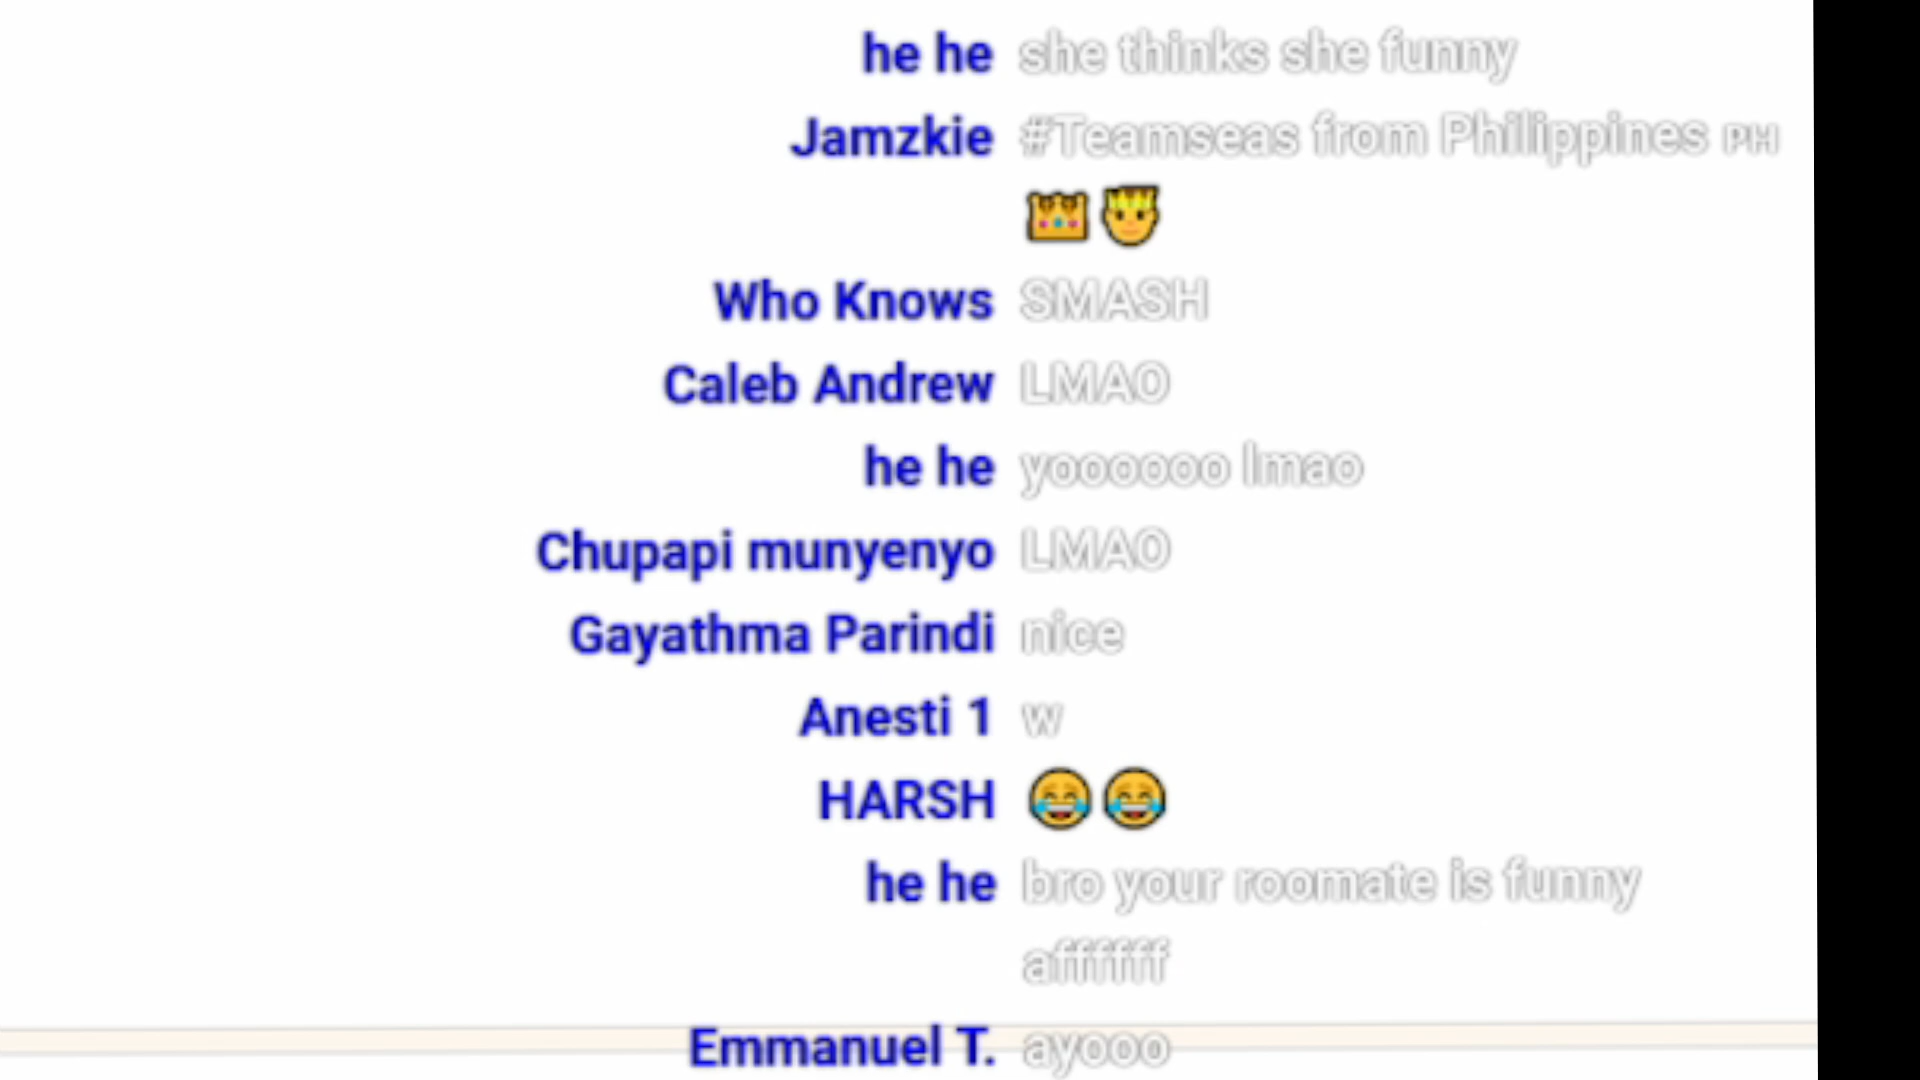 he he she thinks she funny
Jamzkie #Teamseas from Philippines PH
👑🤴
Who Knows SMASH
Caleb Andrew LMAO
he he yoooooo lmao
Chupapi munyenyo LMAO
Gayathma Parindi nice
Anesti 1 w
HARSH 😂😂
he he bro your roomate is funny
affffff
Emmanuel T. ayooo